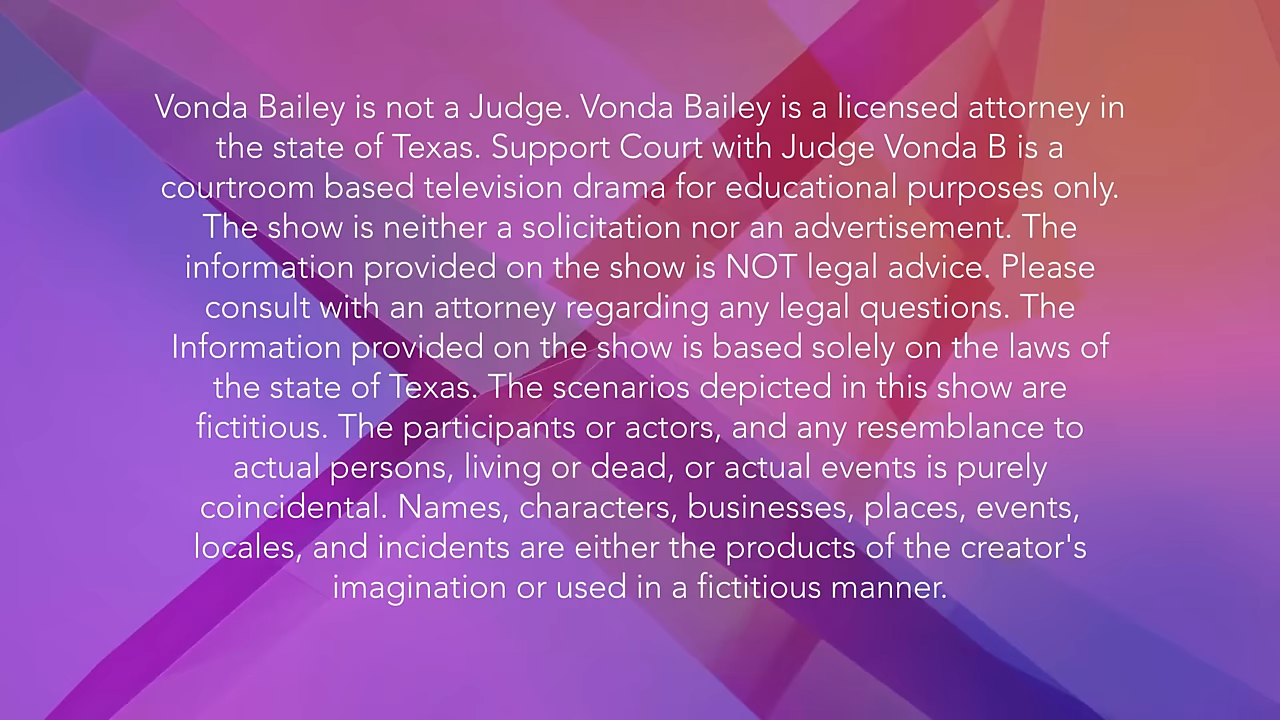 Vonda Bailey is not a Judge. Vonda Bailey is a licensed attorney in
the state of Texas. Support Court with Judge Vonda B is a
courtroom based television drama for educational purposes only.
The show is neither a solicitation nor an advertisement. The
information provided on the show is NOT legal advice. Please
consult with an attorney regarding any legal questions. The
Information provided on the show is based solely on the laws of
the state of Texas. The scenarios depicted in this show are
fictitious. The participants or actors, and any resemblance to
actual persons, living or dead, or actual events is purely
coincidental. Names, characters, businesses, places, events,
locales, and incidents are either the products of the creator's
imagination or used in a fictitious manner.